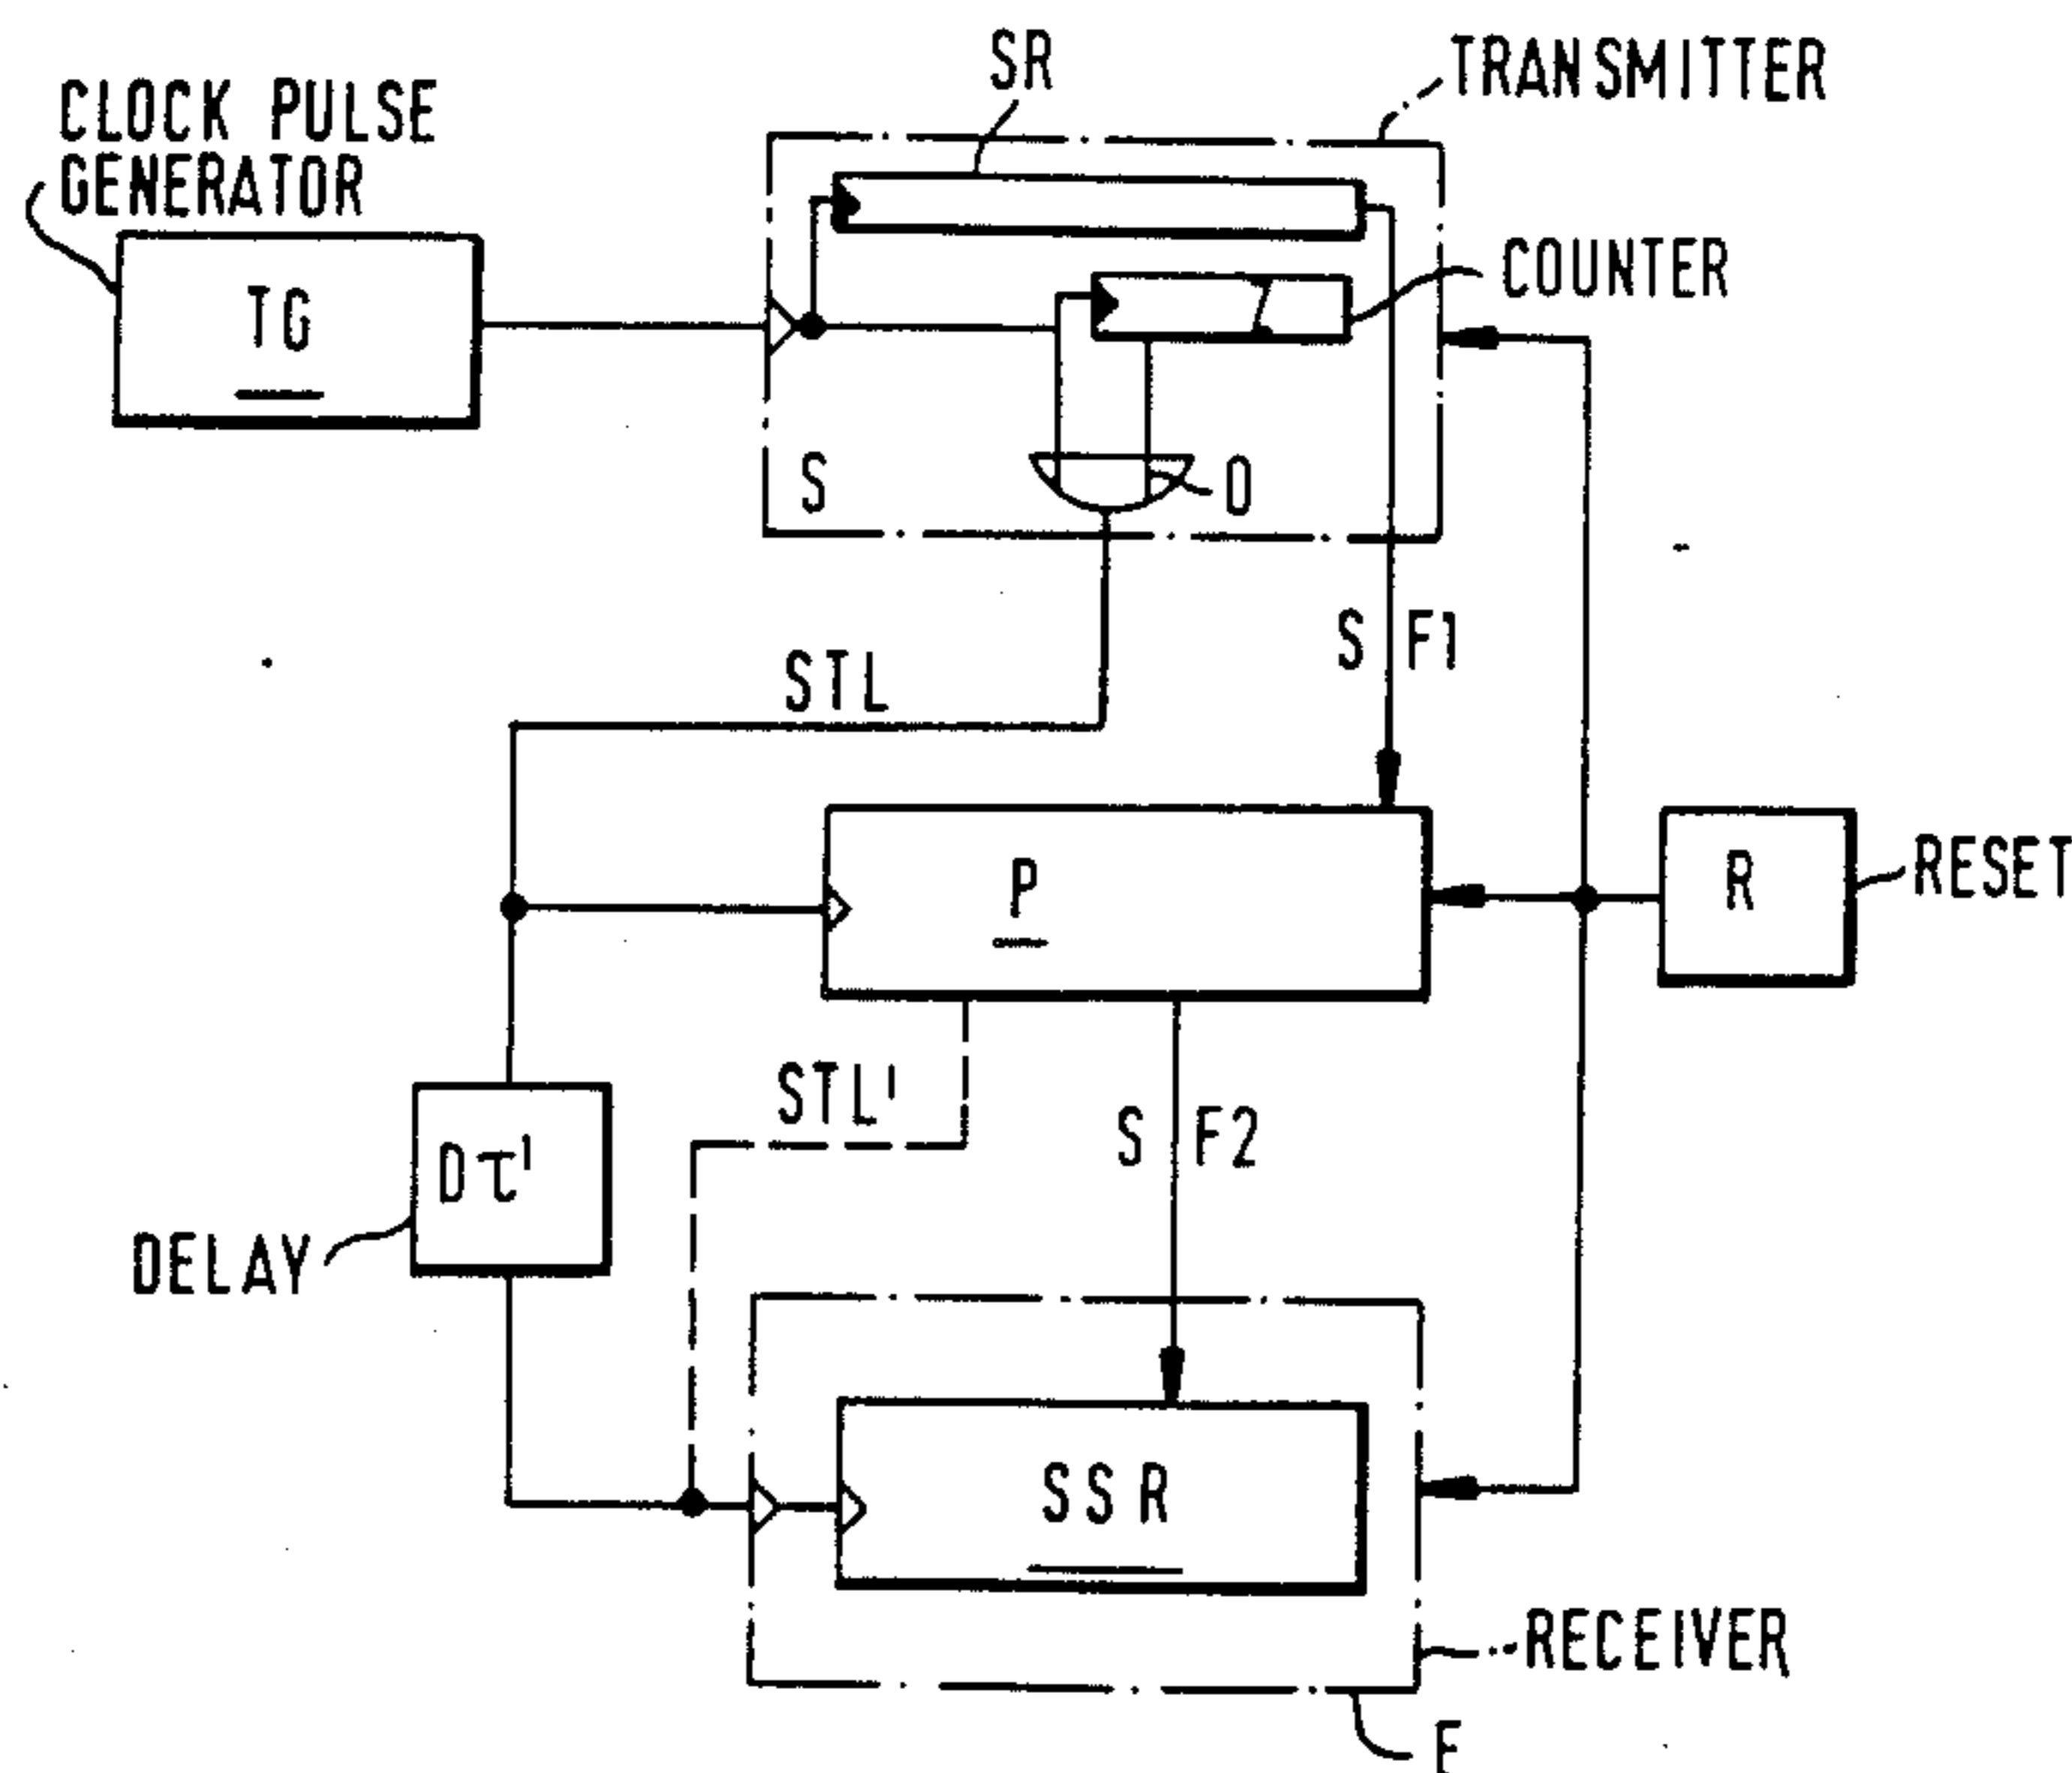 SR
TRANSMITTER
CLOCK PULSE
GENERATOR
COUNTER
TG
S
O
S F1
STL
P
R
RESET
STL'
S F2
Dτ'
DELAY
SSR
RECEIVER
E